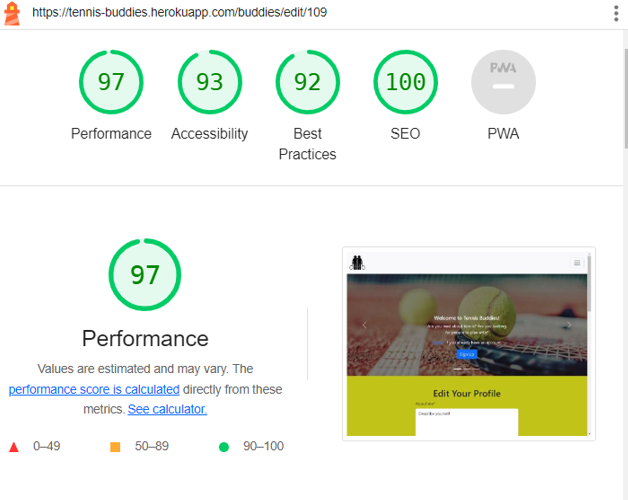 https://tennis-buddies.herokuapp.com/buddies/edit/109
97
93
92
100
PWA
Performance
Accessibility
Best
Practices
SEO
PWA
97
Performance
Values are estimated and may vary. The
performance score is calculated directly from these
metrics. See calculator.
0–49
50–89
90–100
Welcome to Tennis Buddies!
Edit Your Profile